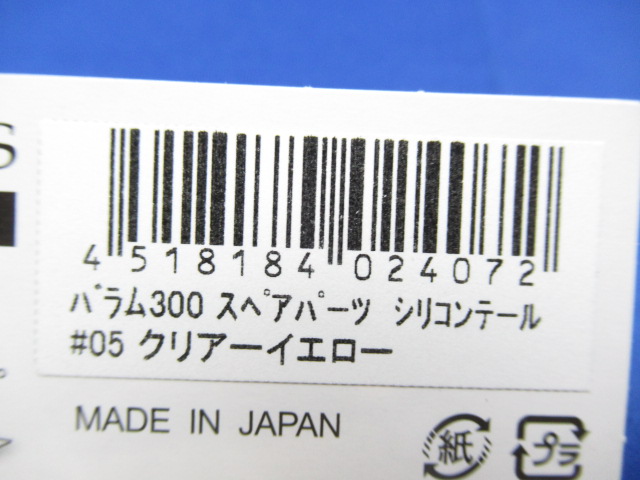 S
4 518184 024072
バラム300 スペアパーツ シリコンテール
#05 クリアーイエロー
MADE IN JAPAN
紙 プラ